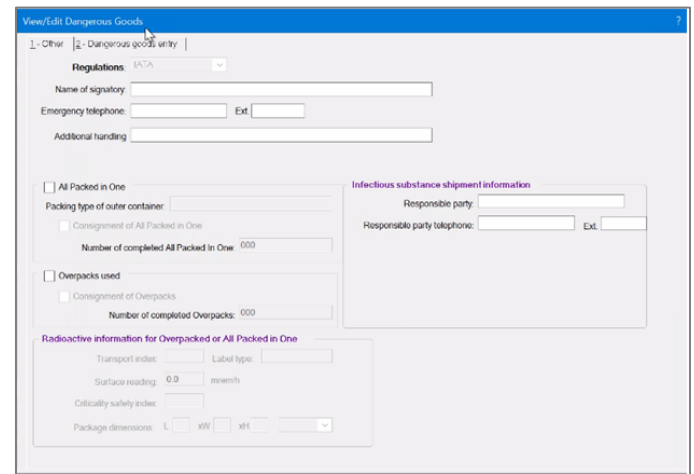 View/Edit Dangerous Goods ?
1 - Other 2 - Dangerous goods entry
Regulations: IATA
Name of signatory:
Emergency telephone: Ext.
Additional handling
All Packed in One
Packing type of outer container:
Consignment of All Packed in One
Number of completed All Packed In One: 000
Infectious substance shipment information
Responsible party:
Responsible party telephone: Ext.
Overpacks used
Consignment of Overpacks
Number of completed Overpacks: 000
Radioactive information for Overpacked or All Packed in One
Transport index: Label type:
Surface reading: 0.0 mrem/h
Criticality safety index:
Package dimensions: L xW xH